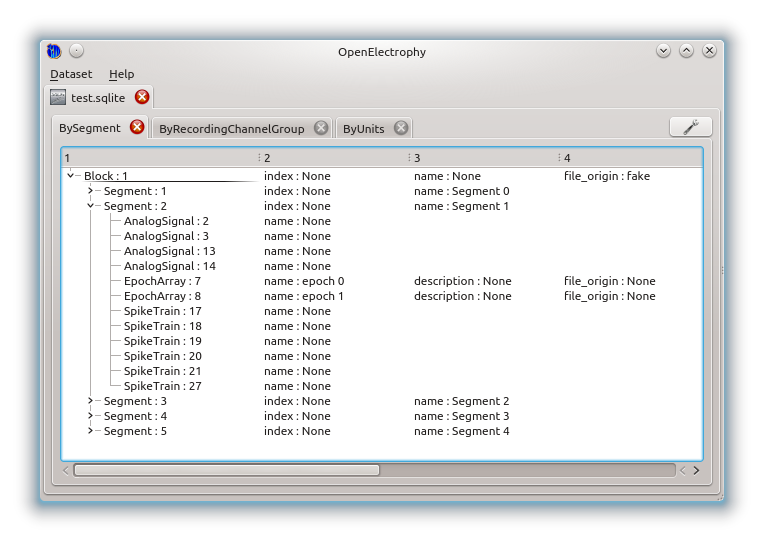 OpenElectrophy
Dataset Help
test.sqlite
BySegment ByRecordingChannelGroup ByUnits
1 2 3 4
Block : 1 index : None name : None file_origin : fake
Segment : 1 index : None name : Segment 0
Segment : 2 index : None name : Segment 1
AnalogSignal : 2 name : None
AnalogSignal : 3 name : None
AnalogSignal : 13 name : None
AnalogSignal : 14 name : None
EpochArray : 7 name : epoch 0 description : None file_origin : None
EpochArray : 8 name : epoch 1 description : None file_origin : None
SpikeTrain : 17 name : None
SpikeTrain : 18 name : None
SpikeTrain : 19 name : None
SpikeTrain : 20 name : None
SpikeTrain : 21 name : None
SpikeTrain : 27 name : None
Segment : 3 index : None name : Segment 2
Segment : 4 index : None name : Segment 3
Segment : 5 index : None name : Segment 4